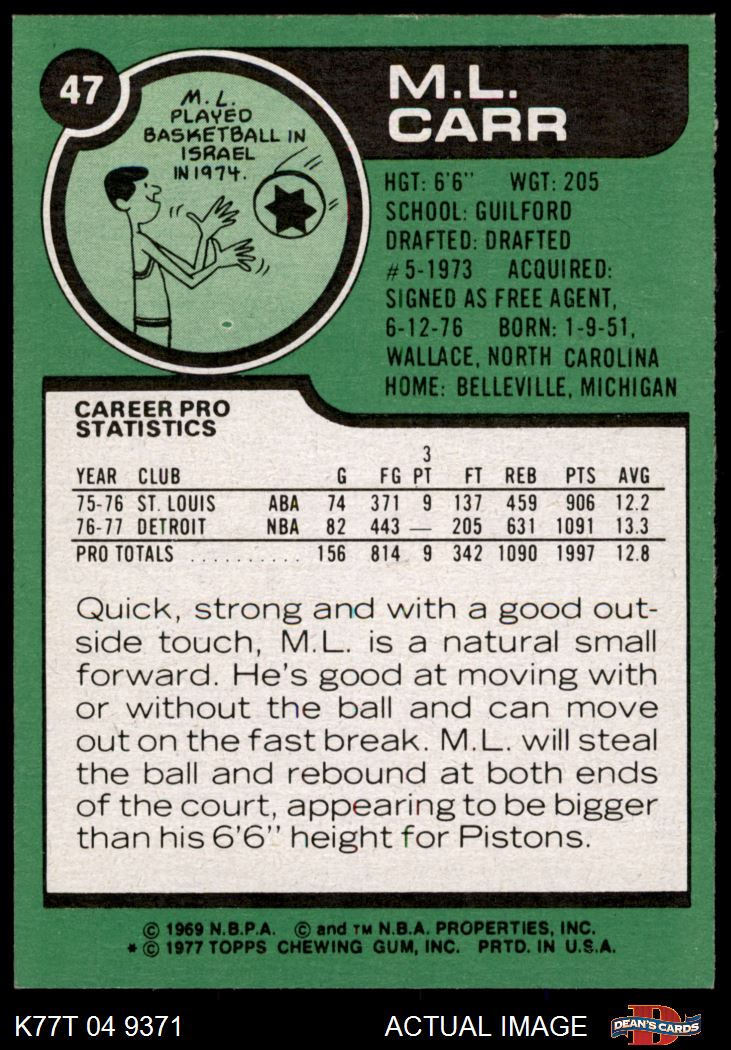 47
M.L.
PLAYED
BASKETBALL IN
ISRAEL
IN 1974.
M.L.
CARR
HGT: 6'6" WGT: 205
SCHOOL: GUILFORD
DRAFTED: DRAFTED
#5-1973 ACQUIRED:
SIGNED AS FREE AGENT,
6-12-76 BORN: 1-9-51,
WALLACE, NORTH CAROLINA
HOME: BELLEVILLE, MICHIGAN
CAREER PRO
STATISTICS
3
YEAR CLUB G FG PT FT REB PTS AVG
75-76 ST. LOUIS ABA 74 371 9 137 459 906 12.2
76-77 DETROIT NBA 82 443 — 205 631 1091 13.3
PRO TOTALS .......... 156 814 9 342 1090 1997 12.8
Quick, strong and with a good out-
side touch, M.L. is a natural small
forward. He's good at moving with
or without the ball and can move
out on the fast break. M.L. will steal
the ball and rebound at both ends
of the court, appearing to be bigger
than his 6'6" height for Pistons.
© 1969 N.B.P.A. © and TM N.B.A. PROPERTIES, INC.
* © 1977 TOPPS CHEWING GUM, INC. PRTD. IN U.S.A.
K77T 04 9371
ACTUAL IMAGE
D
DEAN'S CARDS